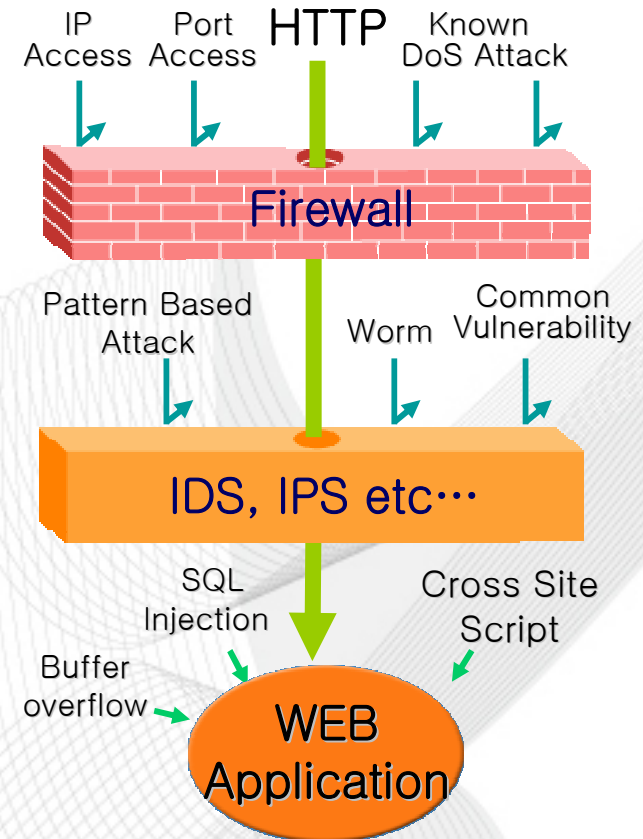 IP
Access
Port
Access
HTTP
Known
DoS Attack
Firewall
Pattern Based
Attack
Worm
Common
Vulnerability
IDS, IPS etc…
SQL
Injection
Cross Site
Script
Buffer
overflow
WEB
Application